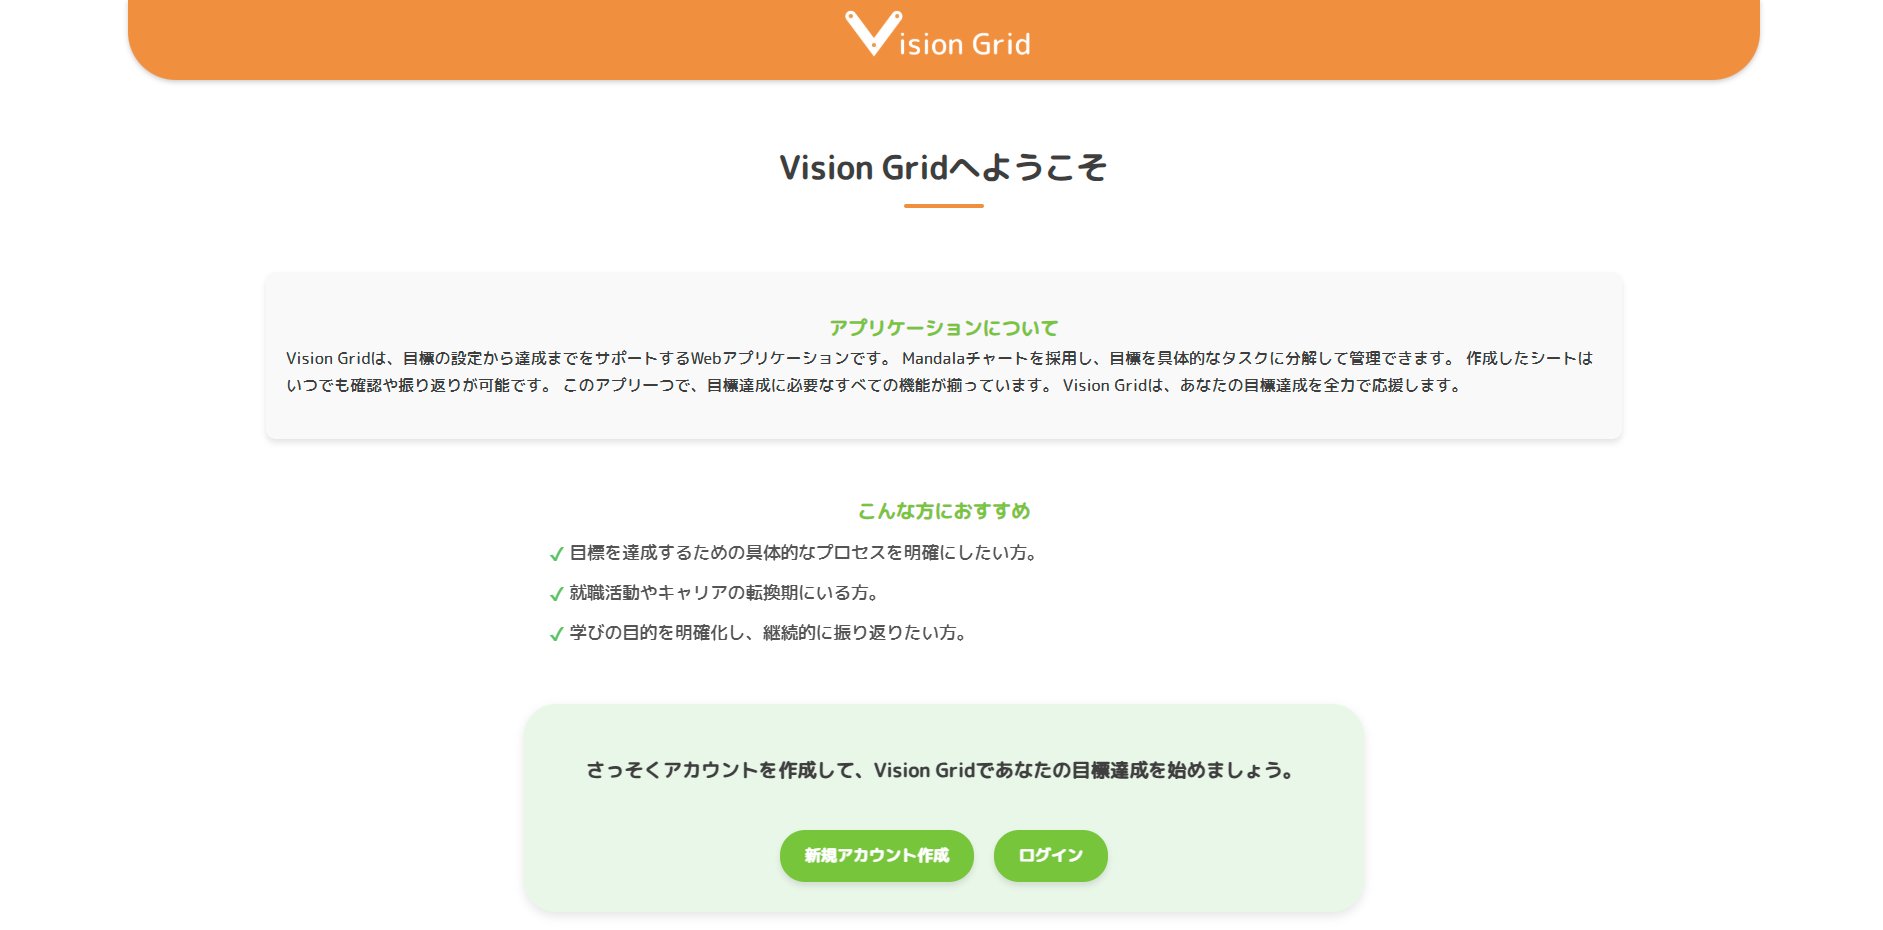 Vision Grid
Vision Gridへようこそ
アプリケーションについて
Vision Gridは、目標の設定から達成までをサポートするWebアプリケーションです。 Mandalaチャートを採用し、目標を具体的なタスクに分解して管理できます。 作成したシートは
いつでも確認や振り返りが可能です。 このアプリ一つで、目標達成に必要なすべての機能が揃っています。 Vision Gridは、あなたの目標達成を全力で応援します。
こんな方におすすめ
✓ 目標を達成するための具体的なプロセスを明確にしたい方。
✓ 就職活動やキャリアの転換期にいる方。
✓ 学びの目的を明確化し、継続的に振り返りたい方。
さっそくアカウントを作成して、Vision Gridであなたの目標達成を始めましょう。
新規アカウント作成
ログイン